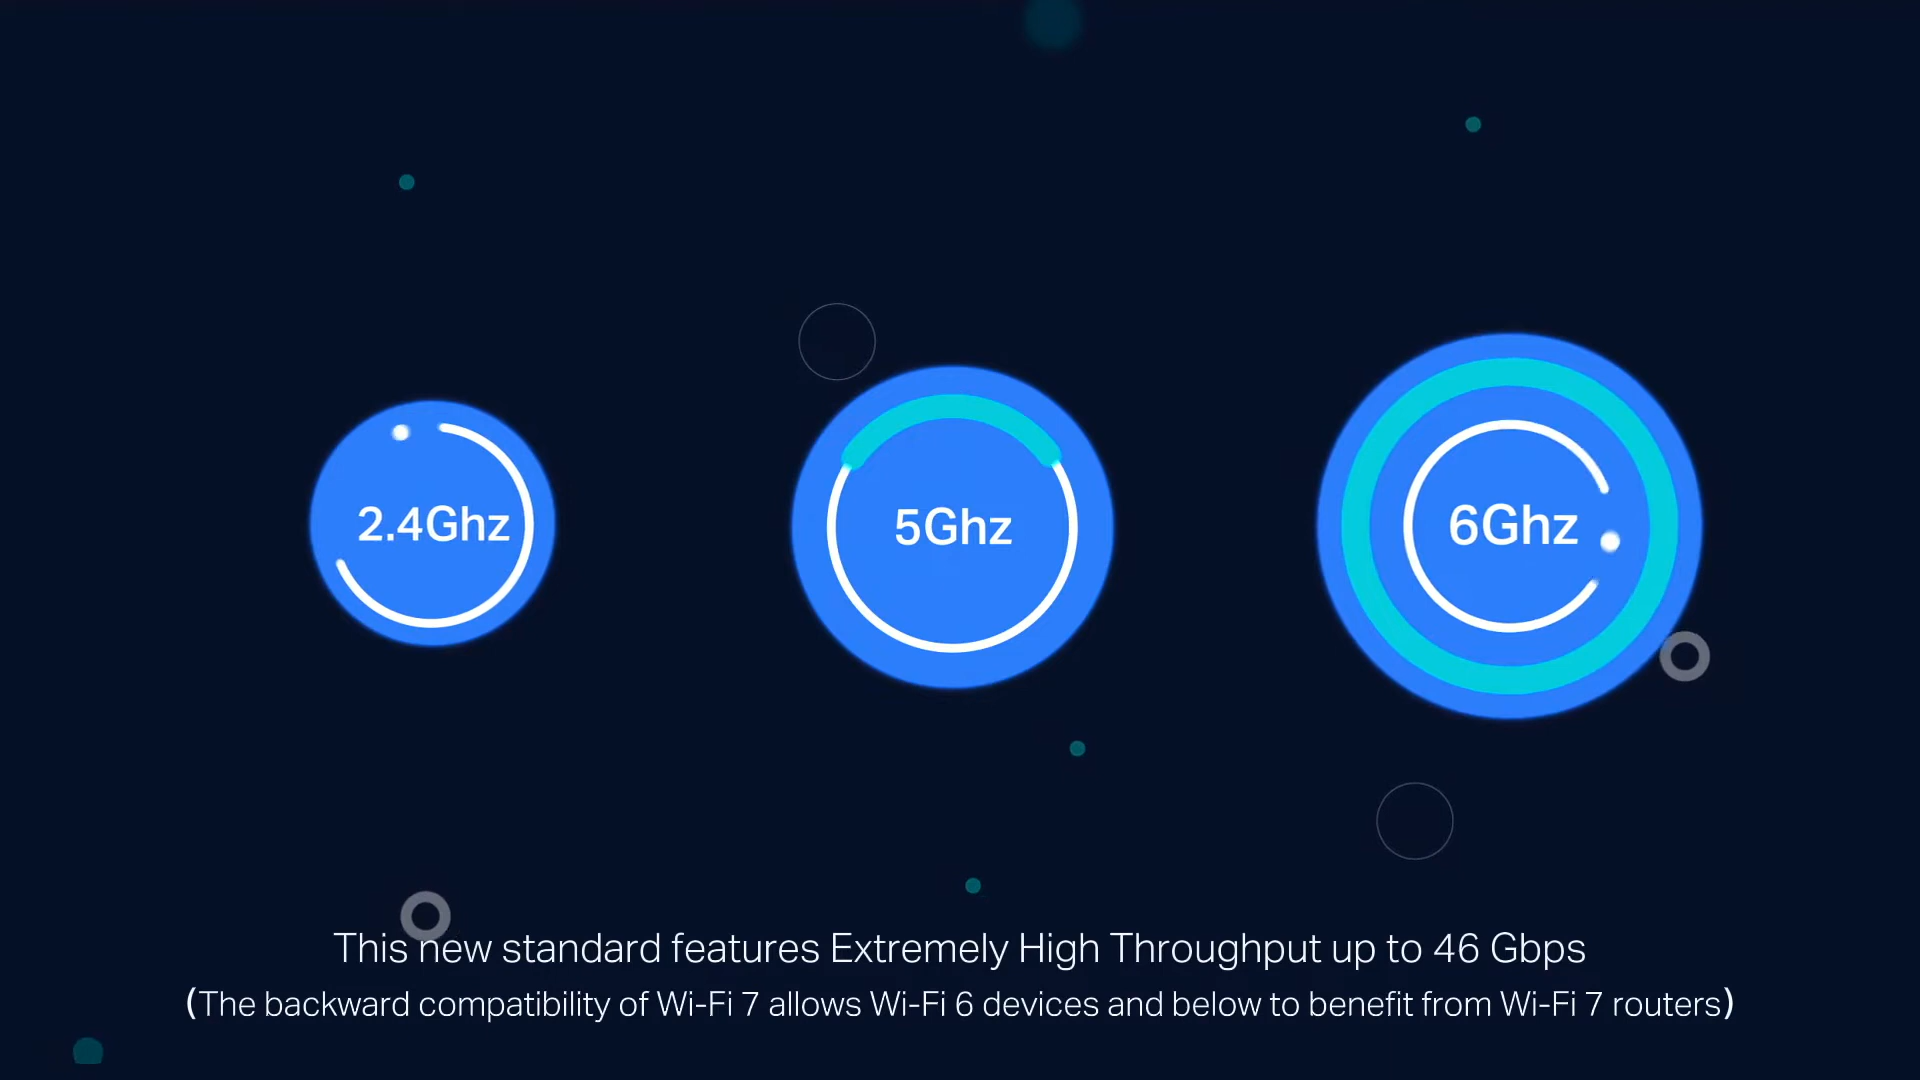 2.4Ghz
5Ghz
6Ghz
This new standard features Extremely High Throughput up to 46 Gbps
(The backward compatibility of Wi-Fi 7 allows Wi-Fi 6 devices and below to benefit from Wi-Fi 7 routers)